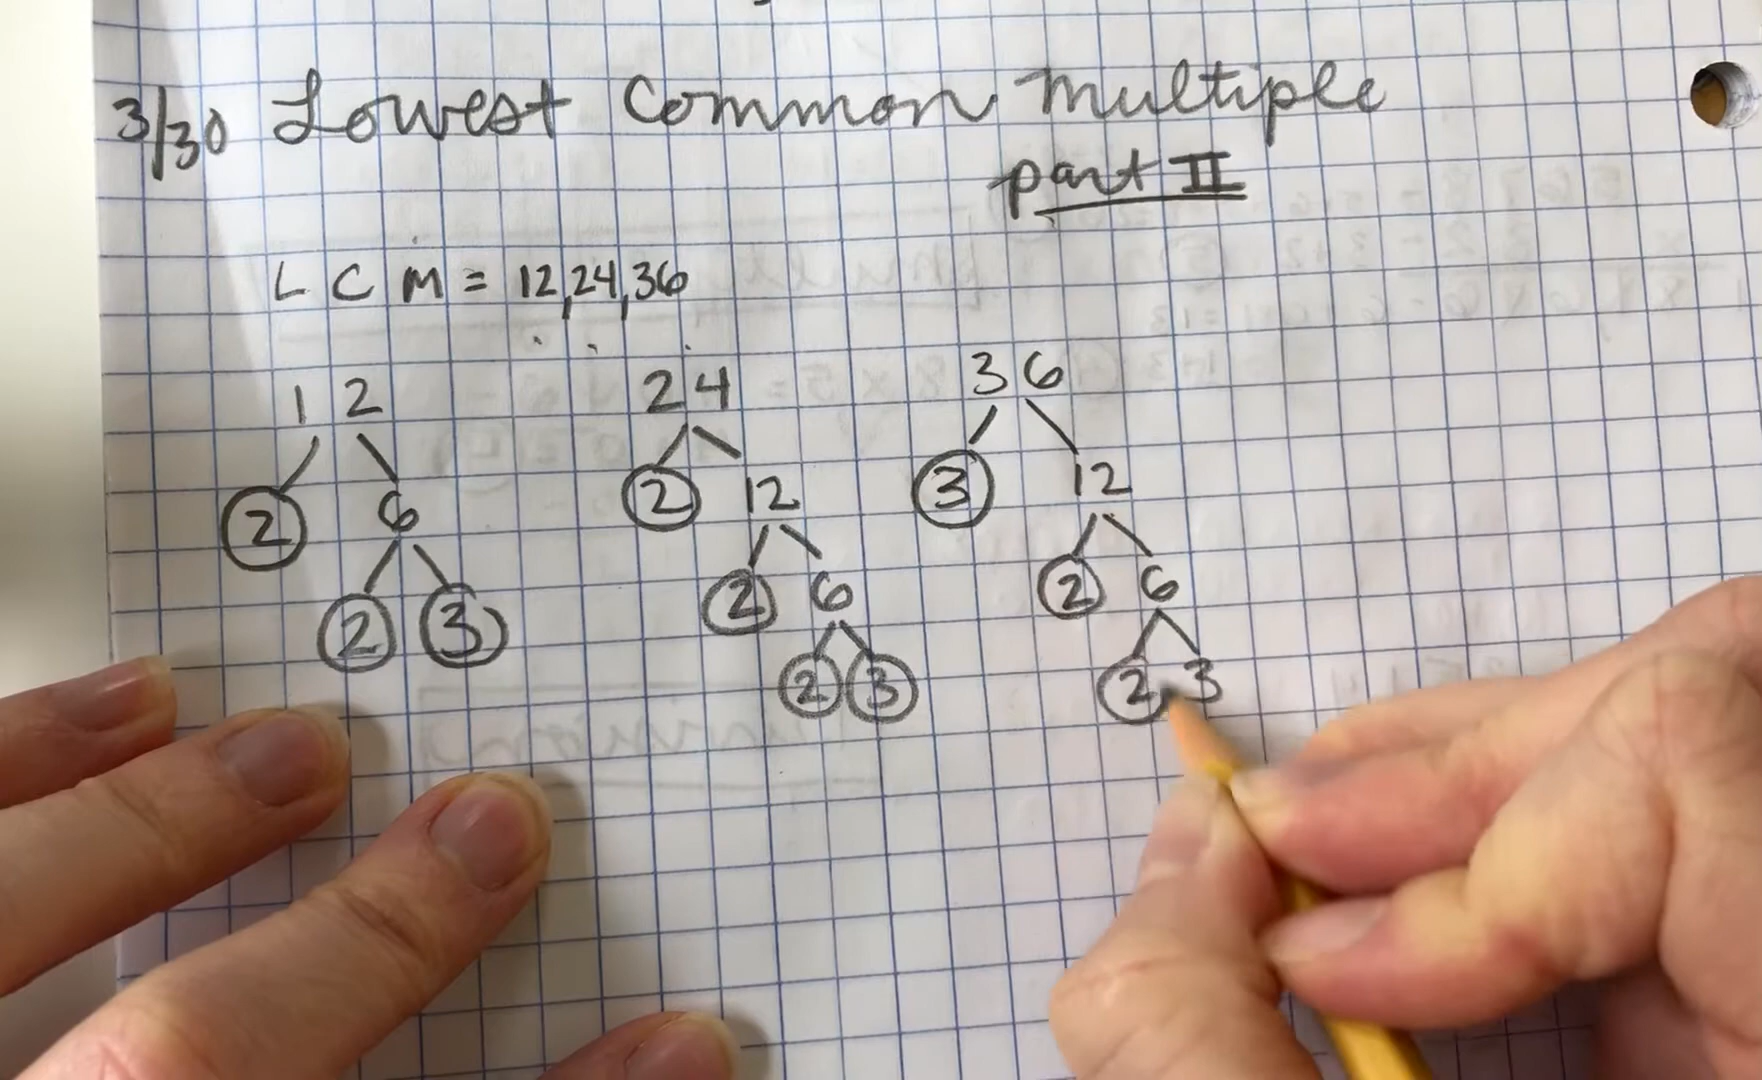 3/30 Lowest Common Multiple
part II
LCM = 12,24,36
12 24 36
2 6 2 12 3 12
2 3 2 6 2 6
2 3 2 3